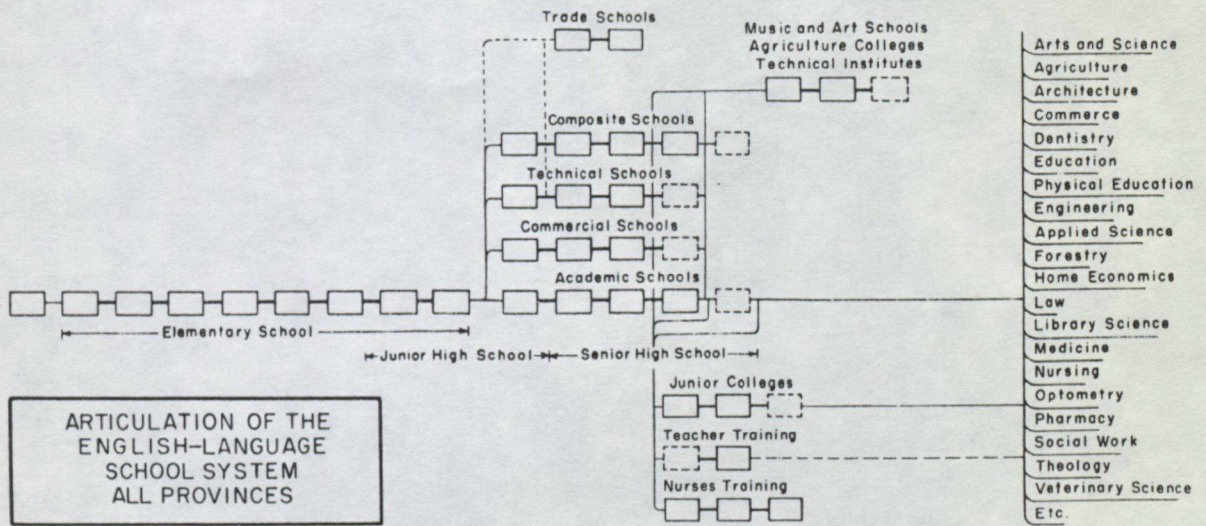 Trade Schools
Music and Art Schools
Agriculture Colleges
Technical Institutes
Composite Schools
Technical Schools
Commercial Schools
Academic Schools
Elementary School
Junior High School
Senior High School
Junior Colleges
Teacher Training
Nurses Training
Arts and Science
Agriculture
Architecture
Commerce
Dentistry
Education
Physical Education
Engineering
Applied Science
Forestry
Home Economics
Law
Library Science
Medicine
Nursing
Optometry
Pharmacy
Social Work
Theology
Veterinary Science
Etc.
ARTICULATION OF THE
ENGLISH-LANGUAGE
SCHOOL SYSTEM
ALL PROVINCES